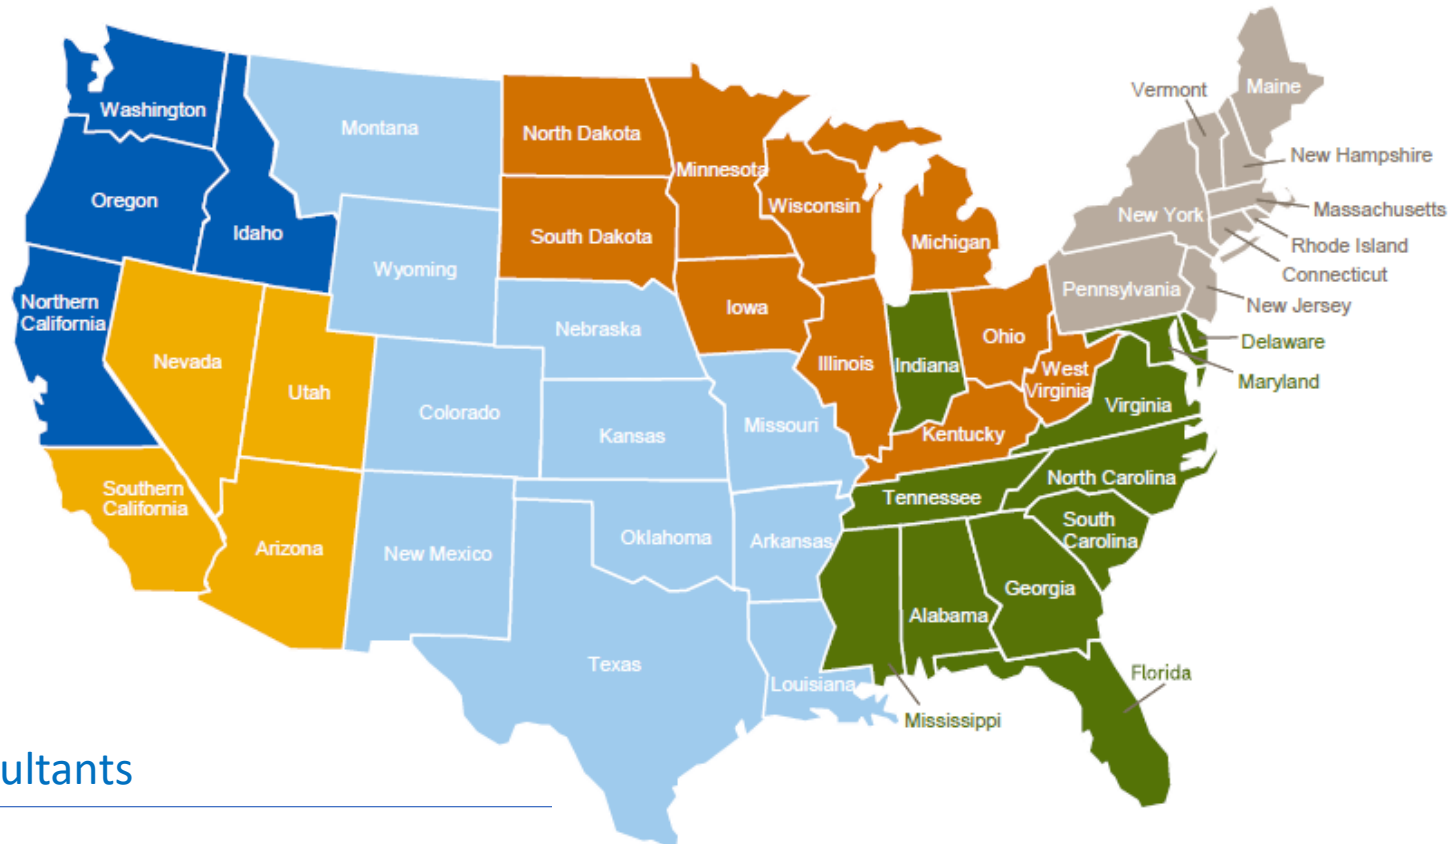 Washington
Montana
North Dakota
Minnesota
Vermont
Maine
New Hampshire
Oregon
Idaho
Wyoming
South Dakota
Wisconsin
Michigan
New York
Massachusetts
Rhode Island
Connecticut
Northern
California
Nebraska
Iowa
Pennsylvania
New Jersey
Nevada
Utah
Colorado
Kansas
Missouri
Illinois
Indiana
Ohio
West
Virginia
Delaware
Maryland
Virginia
Kentucky
Southern
California
Arizona
New Mexico
Oklahoma
Arkansas
Tennessee
North Carolina
South
Carolina
Georgia
Alabama
Texas
Louisiana
Mississippi
Florida
ultants